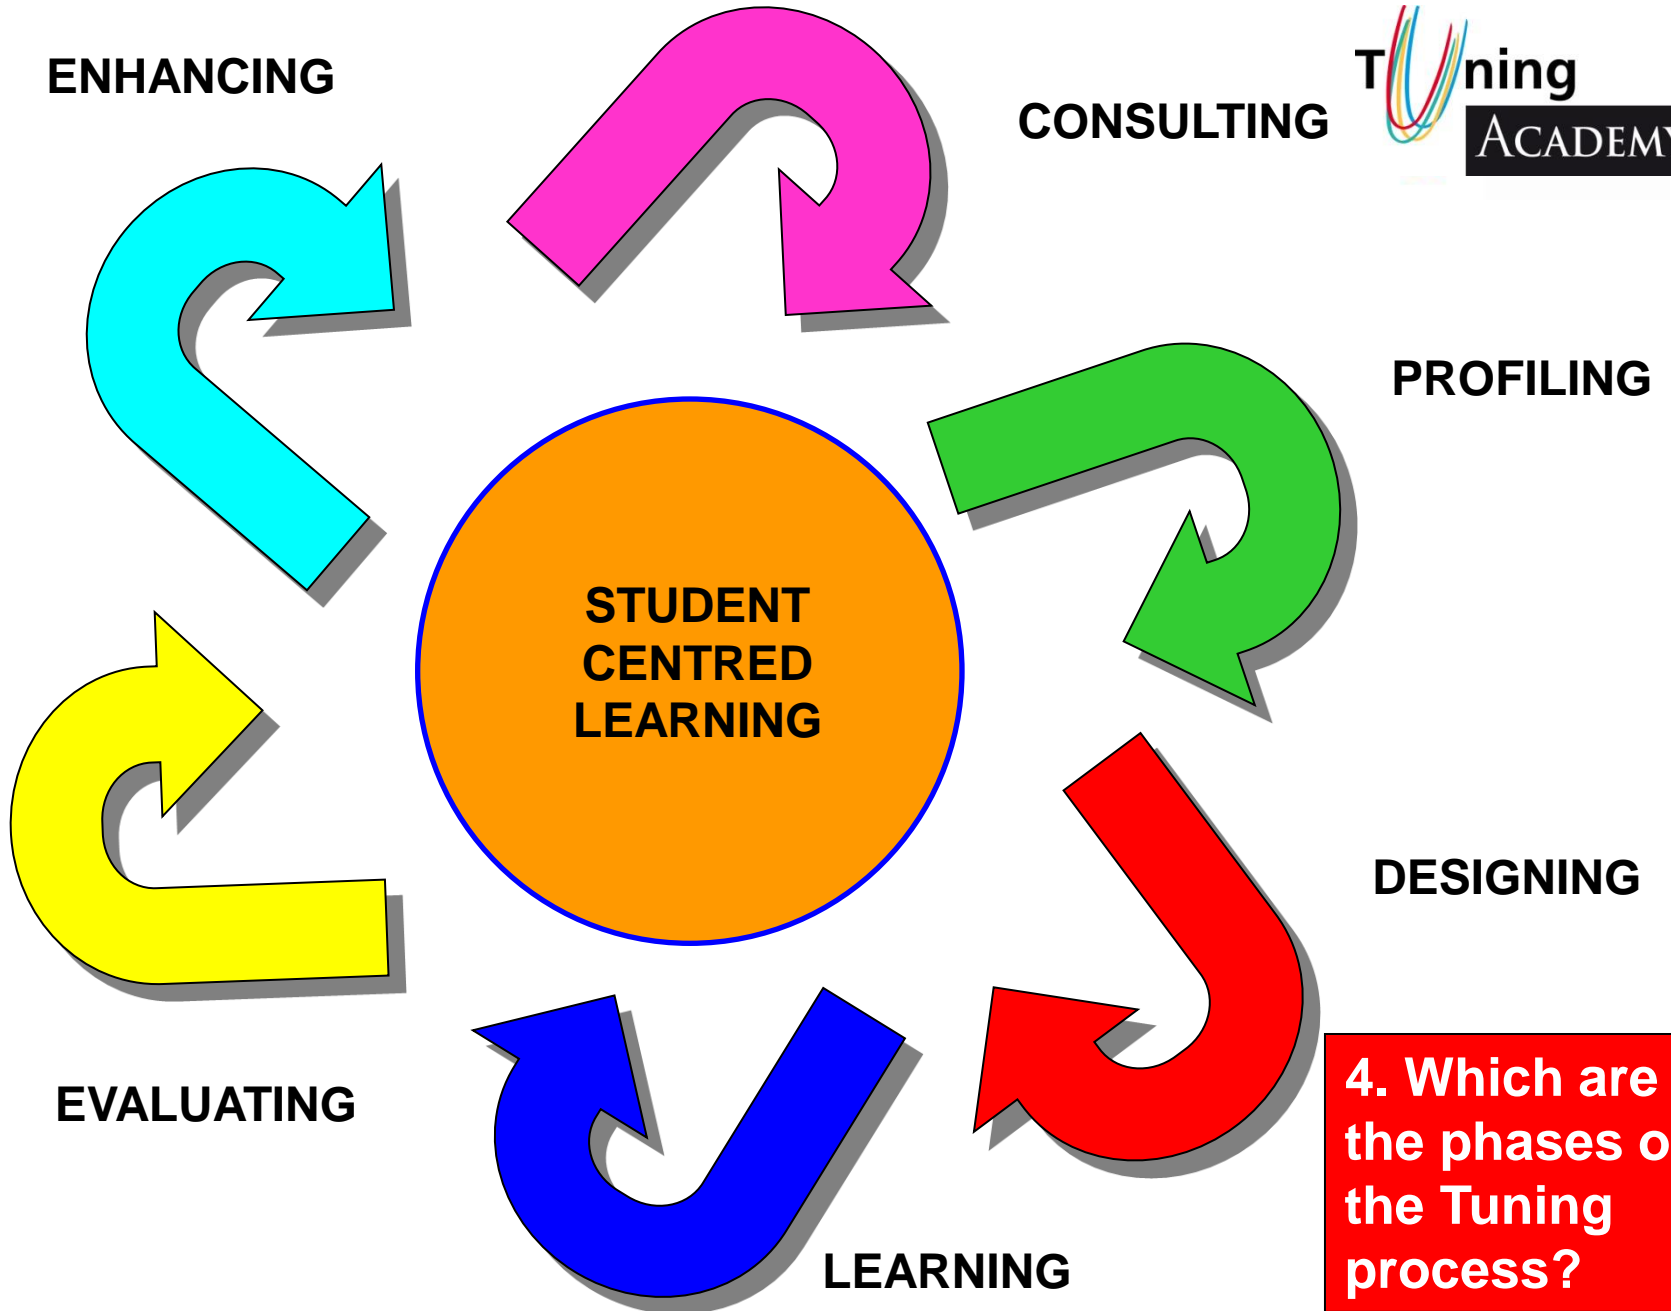 ENHANCING
CONSULTING
Tuning
ACADEMY
PROFILING
STUDENT
CENTRED
LEARNING
DESIGNING
EVALUATING
LEARNING
4. Which are
the phases o
the Tuning
process?